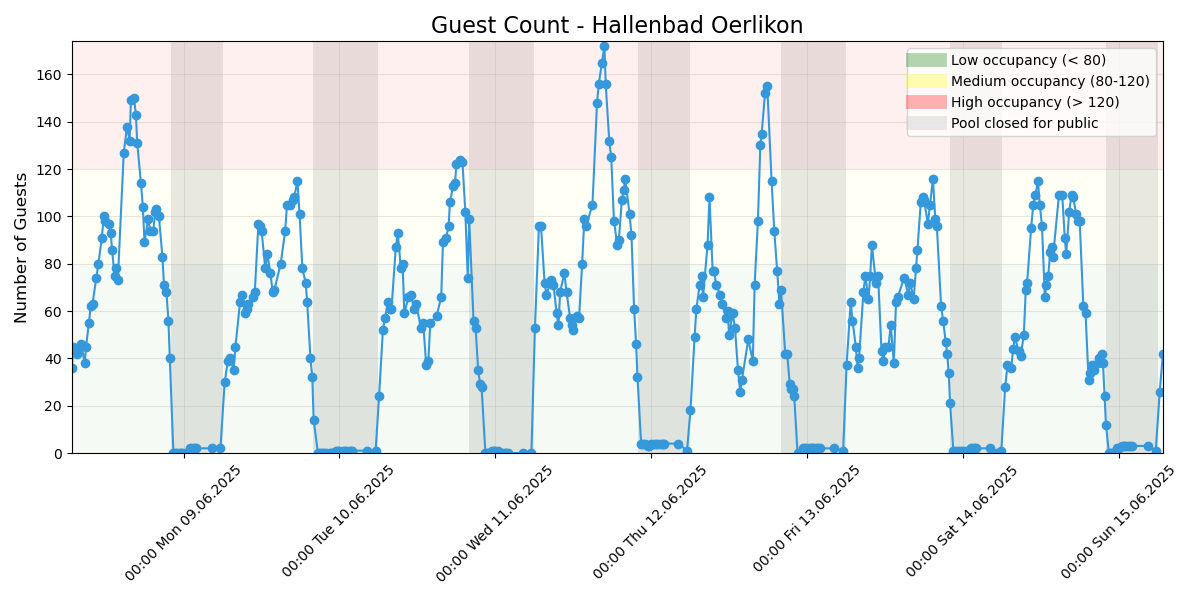 Guest Count - Hallenbad Oerlikon
Low occupancy (< 80)
Medium occupancy (80-120)
High occupancy (> 120)
Pool closed for public
Number of Guests
160
140
120
100
80
60
40
20
0
00:00 Mon 09.06.2025
00:00 Tue 10.06.2025
00:00 Wed 11.06.2025
00:00 Thu 12.06.2025
00:00 Fri 13.06.2025
00:00 Sat 14.06.2025
00:00 Sun 15.06.2025